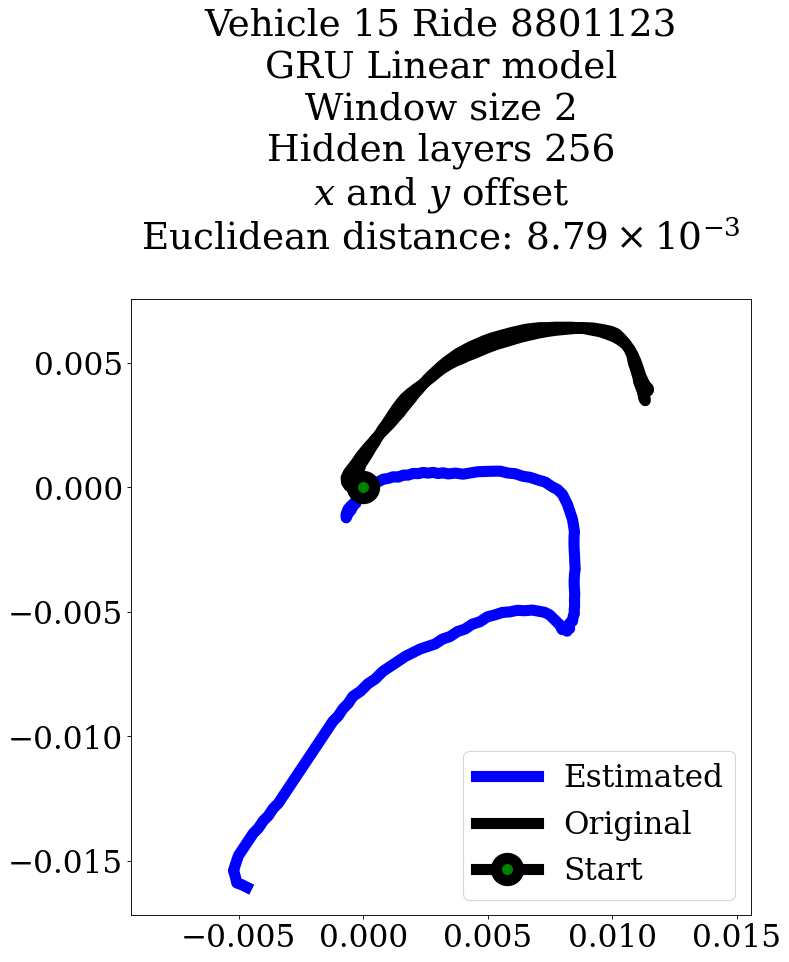 Vehicle 15 Ride 8801123
GRU Linear model
Window size 2
Hidden layers 256
x and y offset
Euclidean distance: 8.79 × 10⁻³
0.005
0.000
−0.005
−0.010
−0.015
Estimated
Original
Start
−0.005 0.000 0.005 0.010 0.015